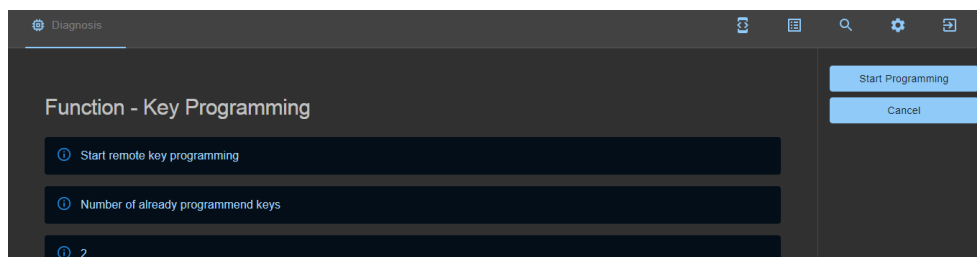 Diagnosis
Start Programming
Function - Key Programming
Cancel
Start remote key programming
Number of already programmend keys
2